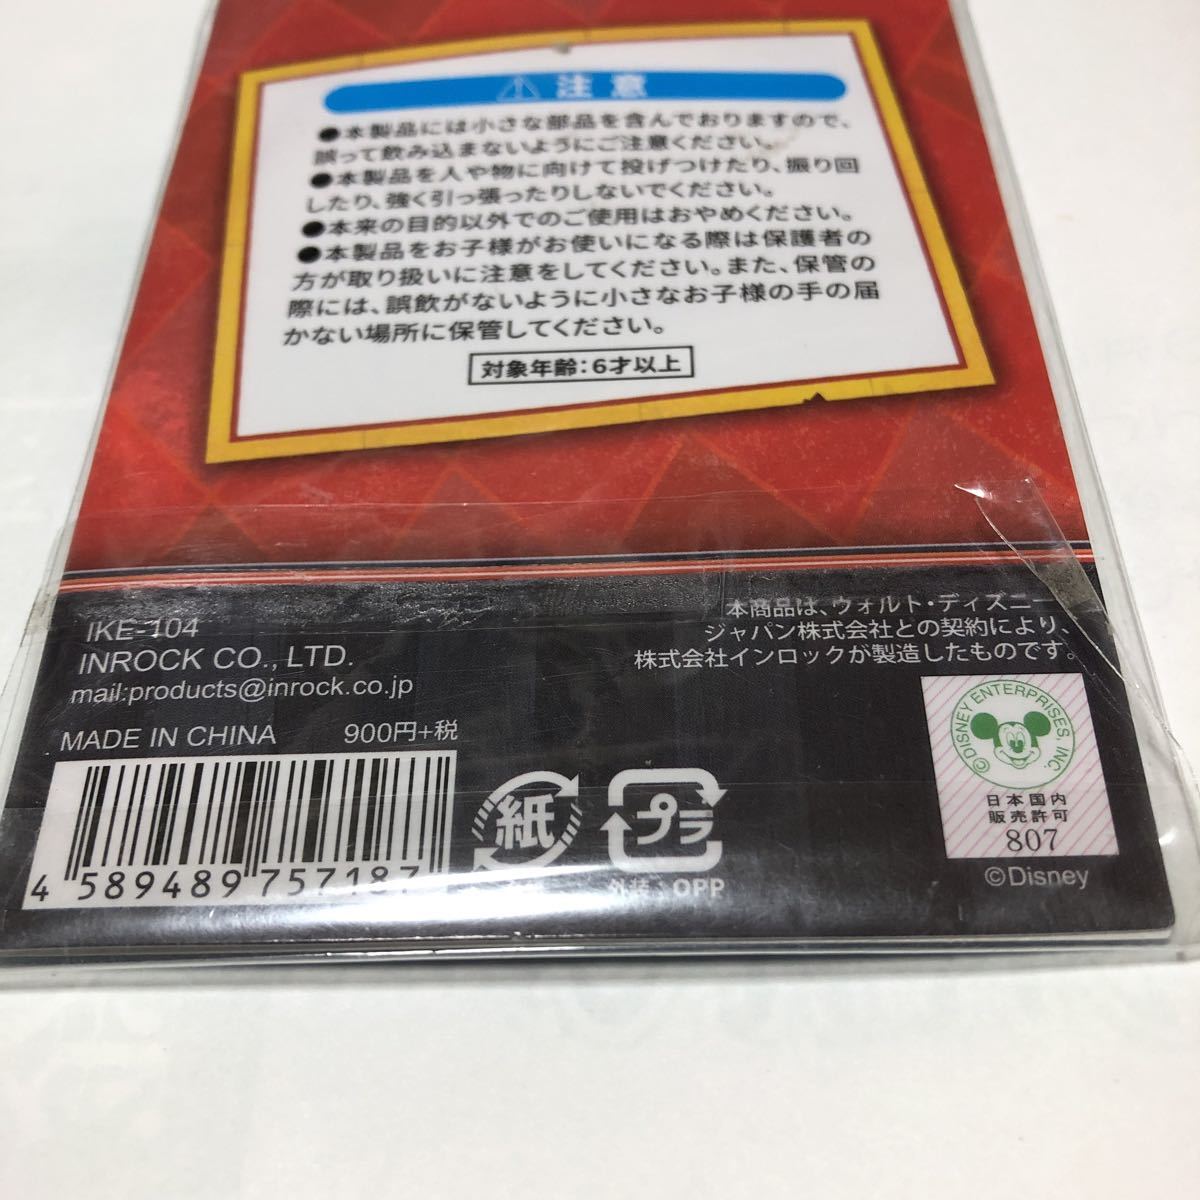 注意
●本製品には小さな部品を含んでおりますので、
誤って飲み込まないようにご注意ください。
●本製品を人や物に向けて投げつけたり、振り回
したり、強く引っ張ったりしないでください。
●本来の目的以外でのご使用はおやめください。
●本製品をお子様がお使いになる際は保護者の
方が取り扱いに注意をしてください。また、保管の
際には、誤飲がないように小さなお子様の手の届
かない場所に保管してください。
対象年齢:6才以上
IKE-104
INROCK CO., LTD.
mail:products@inrock.co.jp
MADE IN CHINA 900円+税
4 589489 757187
紙
プラ
外装:OPP
本商品は、ウォルト・ディズニー
ジャパン株式会社との契約により、
株式会社インロックが製造したものです。
©DISNEY ENTERPRISES, INC.
日本国内
販売許可
807
©Disney